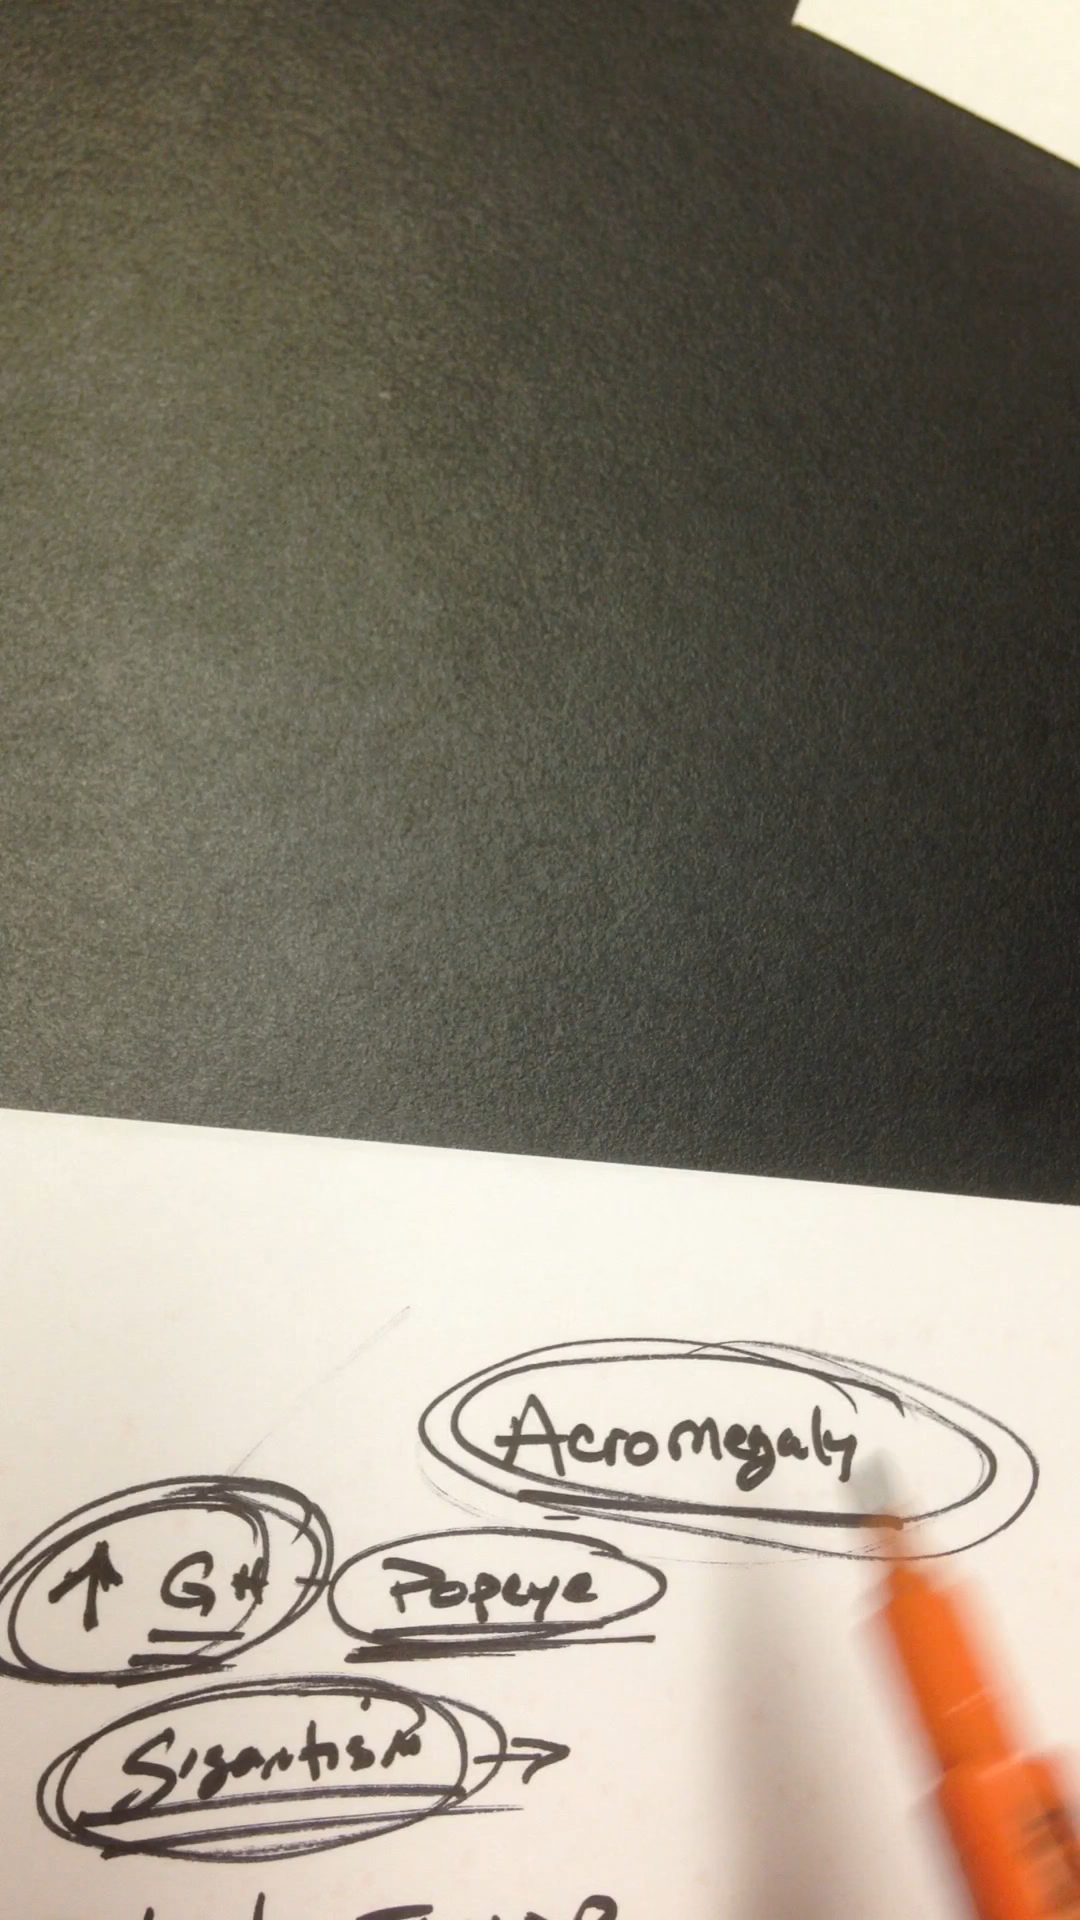 Acromegaly
↑ GH Popeye
Gigantism →